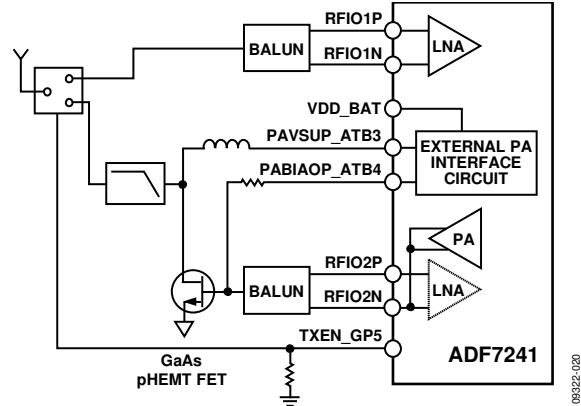 RFIO1P
BALUN
LNA
RFIO1N
VDD_BAT
PAVSUP_ATB3
EXTERNAL PA
INTERFACE
CIRCUIT
PABIAOP_ATB4
PA
RFIO2P
BALUN
LNA
RFIO2N
TXEN_GP5
ADF7241
GaAs
pHEMT FET
09322-020